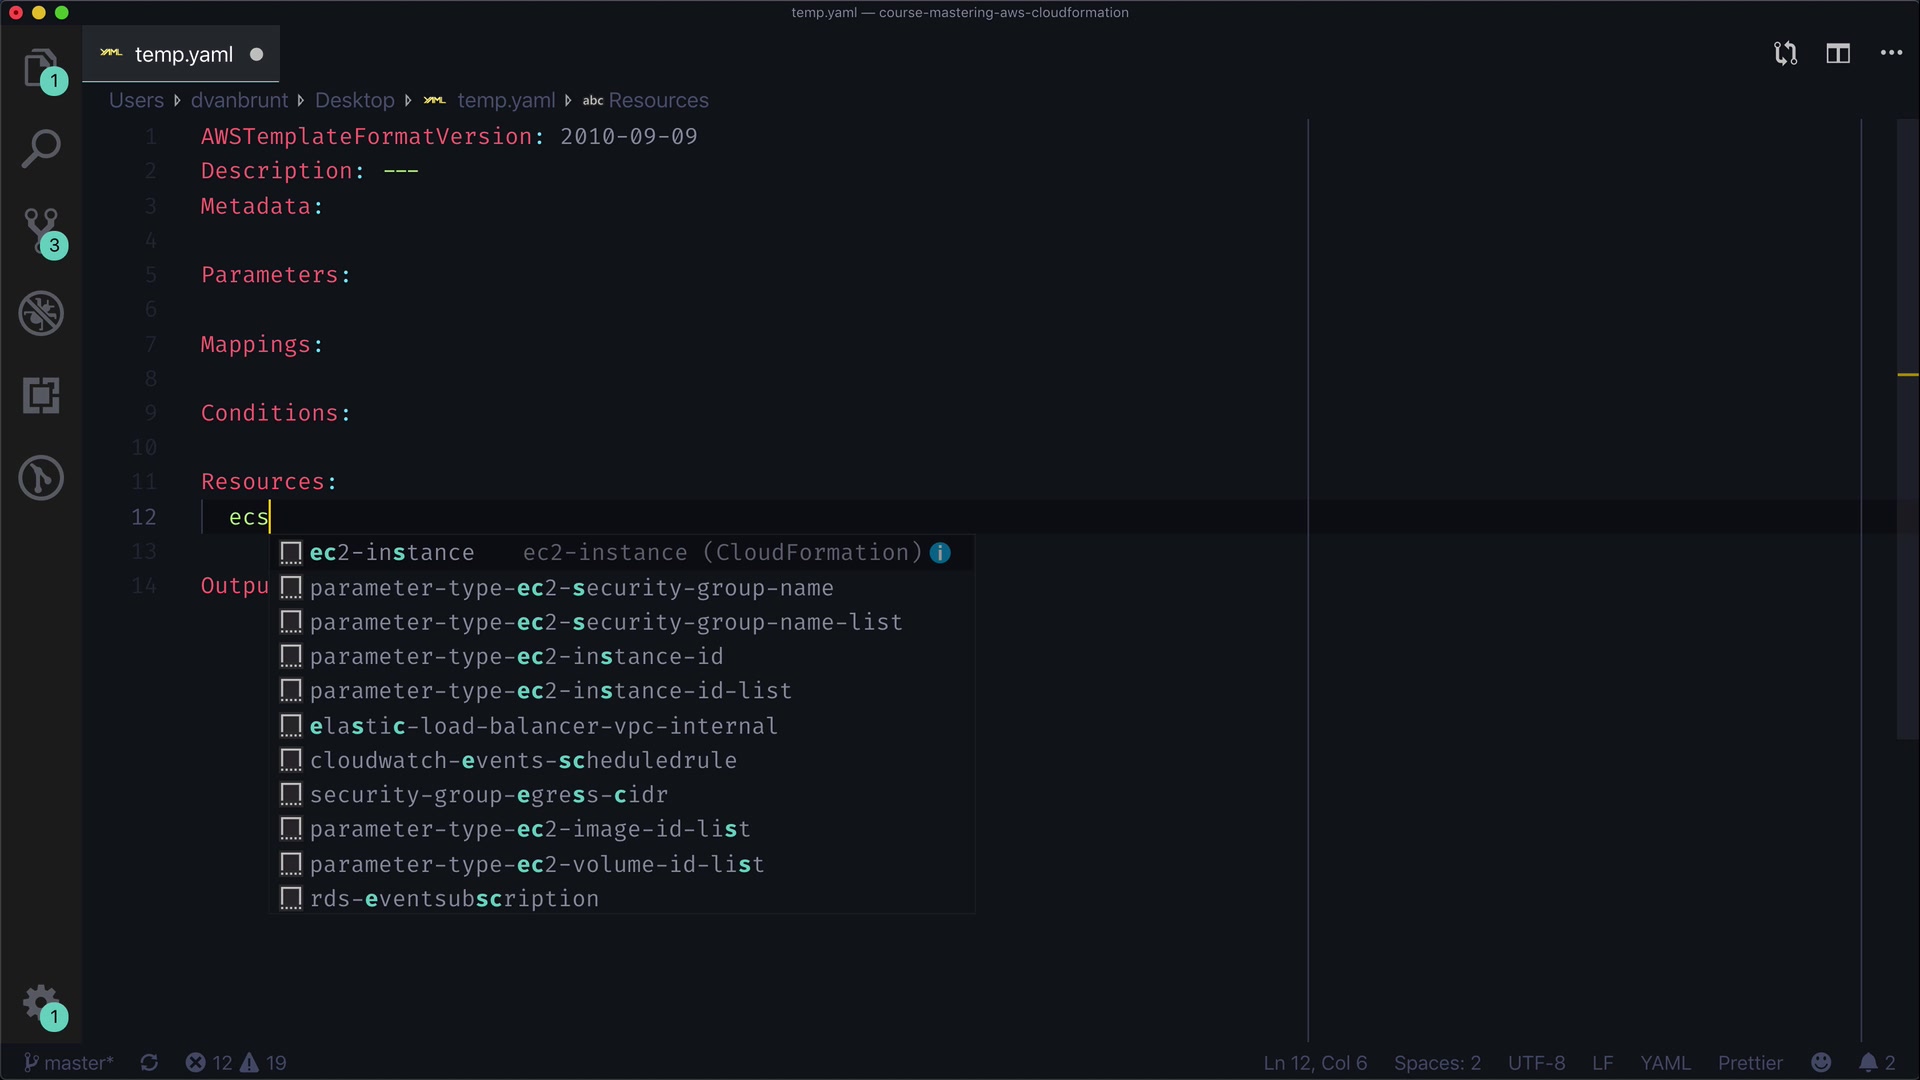 temp.yaml — course-mastering-aws-cloudformation
YAML temp.yaml
Users dvanbrunt Desktop YAML temp.yaml abc Resources
1 AWSTemplateFormatVersion: 2010-09-09
2 Description: ---
3 Metadata:
4
5 Parameters:
6
7 Mappings:
8
9 Conditions:
10
11 Resources:
12 ecs
13
14 Outpu
ec2-instance ec2-instance (CloudFormation) i
parameter-type-ec2-security-group-name
parameter-type-ec2-security-group-name-list
parameter-type-ec2-instance-id
parameter-type-ec2-instance-id-list
elastic-load-balancer-vpc-internal
cloudwatch-events-scheduledrule
security-group-egress-cidr
parameter-type-ec2-image-id-list
parameter-type-ec2-volume-id-list
rds-eventsubscription
1
3
1
master* 12 19 Ln 12, Col 6 Spaces: 2 UTF-8 LF YAML Prettier 2